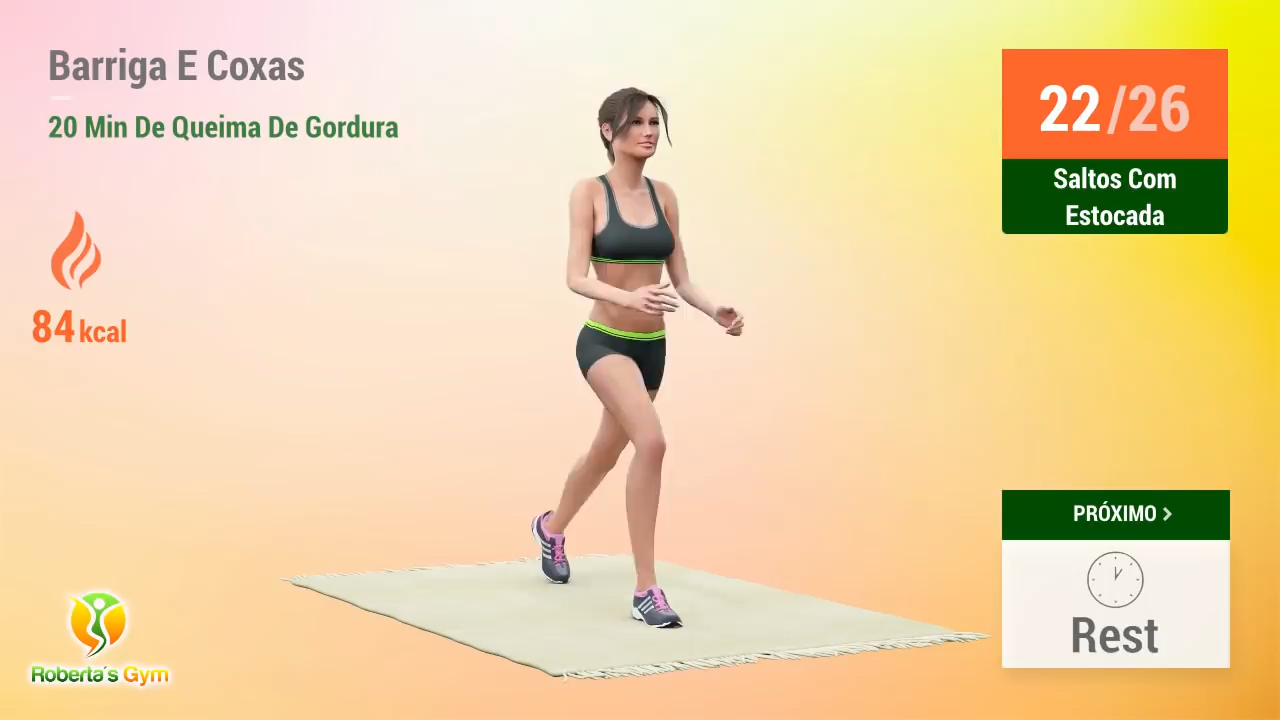 Barriga E Coxas
20 Min De Queima De Gordura
22/26
Saltos Com
Estocada
84 kcal
PRÓXIMO >
Rest
Roberta´s Gym